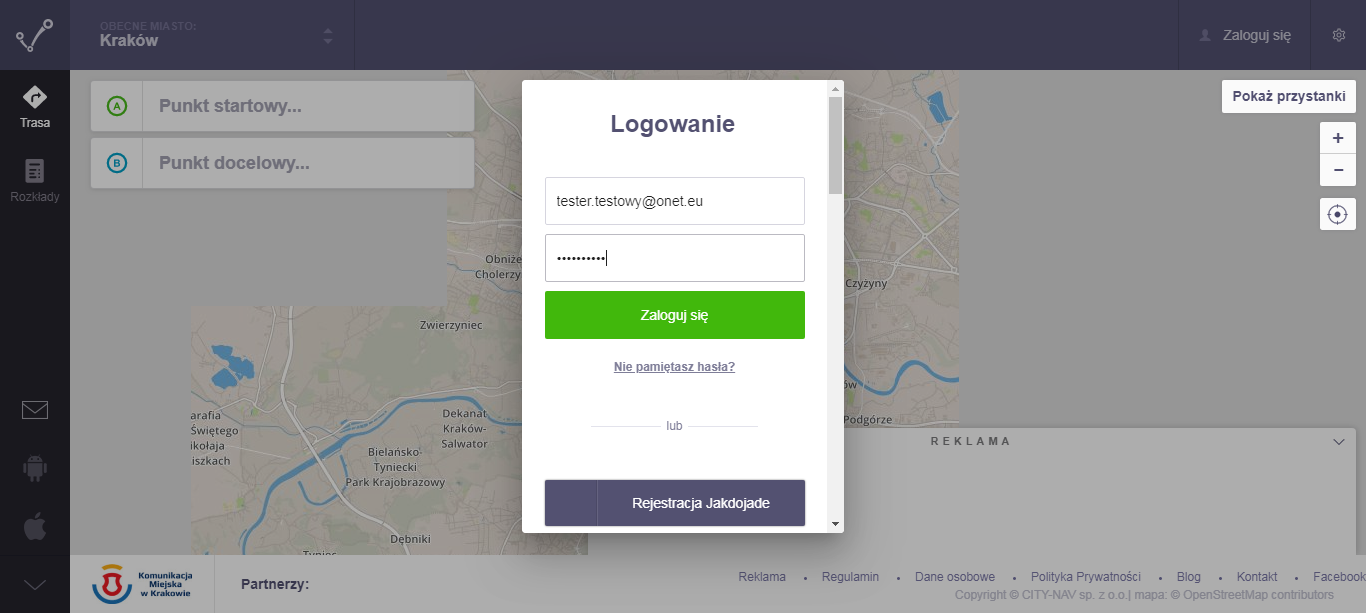 OBECNE MIASTO:
Kraków
Zaloguj się
Trasa
Rozkłady
A
Punkt startowy...
B
Punkt docelowy...
Pokaż przystanki
+
−
Logowanie
tester.testowy@onet.eu
••••••••••
Zaloguj się
Nie pamiętasz hasła?
lub
Rejestracja Jakdojade
Obniże
Cholerzyn
Zwierzyniec
Czyżyny
ów
Podgórze
arafia
Świętego
ikołaja
iszkach
Dekanat
Kraków-
Salwator
Bielańsko-
Tyniecki
Park Krajobrazowy
Dębniki
Tyniec
REKLAMA
Komunikacja
Miejska
w Krakowie
Partnerzy:
Reklama • Regulamin • Dane osobowe • Polityka Prywatności • Blog • Kontakt • Facebook
Copyright © CITY-NAV sp. z o.o.| mapa: © OpenStreetMap contributors